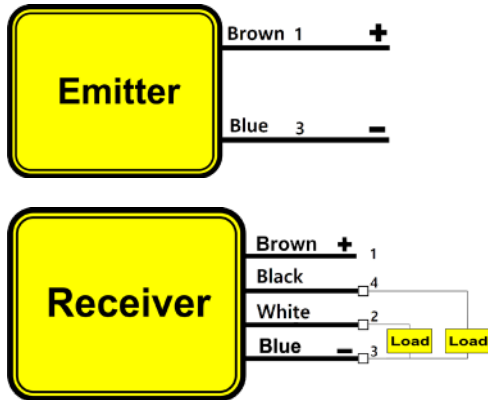 Brown 1 +
Emitter
Blue 3 -
Brown + 1
Black 4
Receiver
White 2
Load Load
Blue - 3